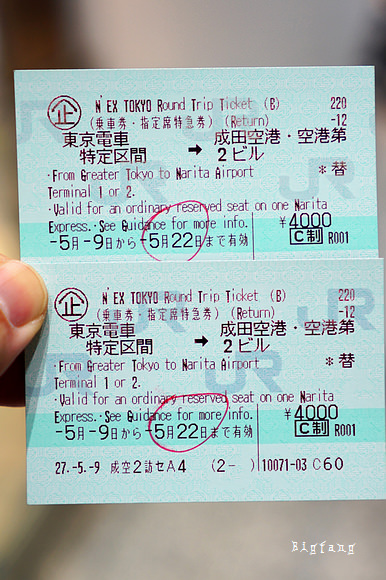 企 N'EX TOKYO Round Trip Ticket (B) 220
(乗車券・指定席特急券) (Return) -12
東京電車 成田空港・空港第
特定区間 → 2ビル
・From Greater Tokyo to Narita Airport *替
Terminal 1 or 2.
・Valid for an ordinary reserved seat on one Narita
Express.・See Guidance for more info. ¥4000
-5月-9日から-5月22日まで有効 C制 R001
企 N'EX TOKYO Round Trip Ticket (B) 220
(乗車券・指定席特急券) (Return) -12
東京電車 成田空港・空港第
特定区間 → 2ビル
・From Greater Tokyo to Narita Airport *替
Terminal 1 or 2.
・Valid for an ordinary reserved seat on one Narita
Express.・See Guidance for more info. ¥4000
-5月-9日から-5月22日まで有効 C制 R001
27.-5.-9 成空2訪セA4 (2- ) 10071-03 C60
Bigfang